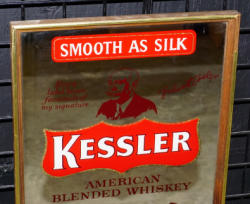 SMOOTH AS SILK
my signature
KESSLER
AMERICAN
BLENDED WHISKEY